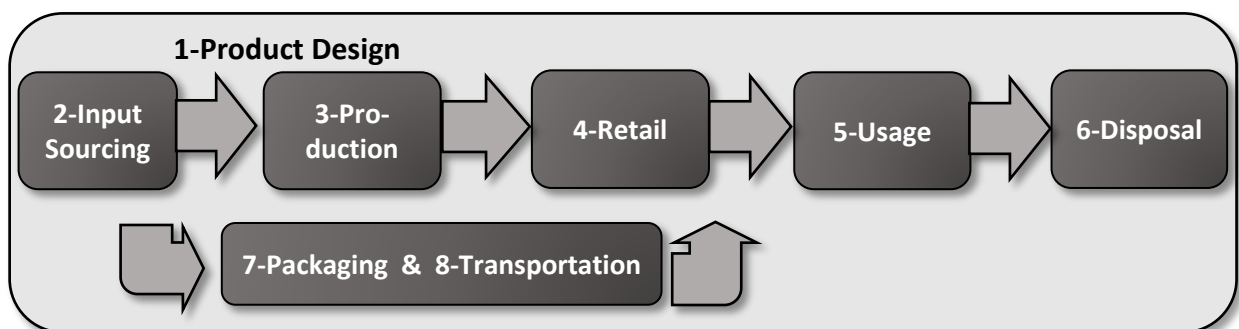 1-Product Design
2-Input
Sourcing
3-Pro-
duction
4-Retail
5-Usage
6-Disposal
7-Packaging & 8-Transportation